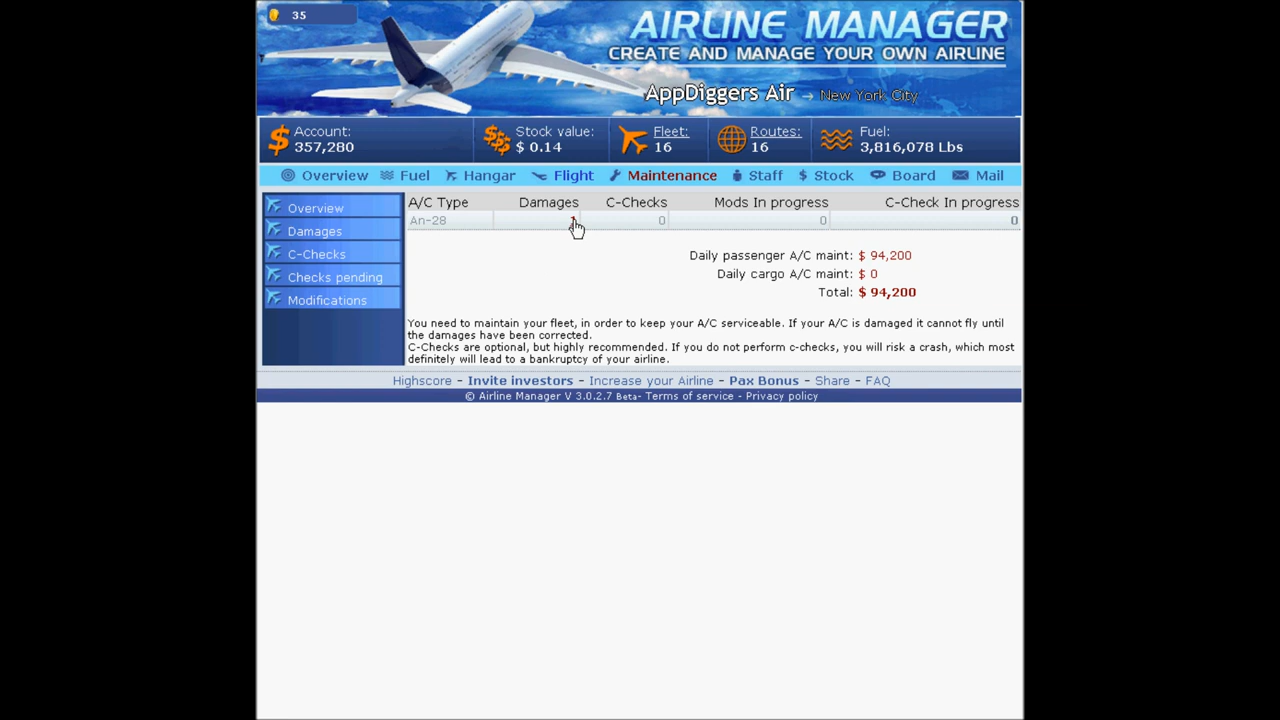 35
AIRLINE MANAGER
CREATE AND MANAGE YOUR OWN AIRLINE
AppDiggers Air → New York City
Account: 357,280
Stock value: $ 0.14
Fleet: 16
Routes: 16
Fuel: 3,816,078 Lbs
Overview Fuel Hangar Flight Maintenance Staff $ Stock Board Mail
Overview
Damages
C-Checks
Checks pending
Modifications
A/C Type Damages C-Checks Mods In progress C-Check In progress
An-28 0 0 0
Daily passenger A/C maint: $ 94,200
Daily cargo A/C maint: $ 0
Total: $ 94,200
You need to maintain your fleet, in order to keep your A/C serviceable. If your A/C is damaged it cannot fly until
the damages have been corrected.
C-Checks are optional, but highly recommended. If you do not perform c-checks, you will risk a crash, which most
definitely will lead to a bankruptcy of your airline.
Highscore - Invite investors - Increase your Airline - Pax Bonus - Share - FAQ
© Airline Manager V 3.0.2.7 Beta- Terms of service - Privacy policy